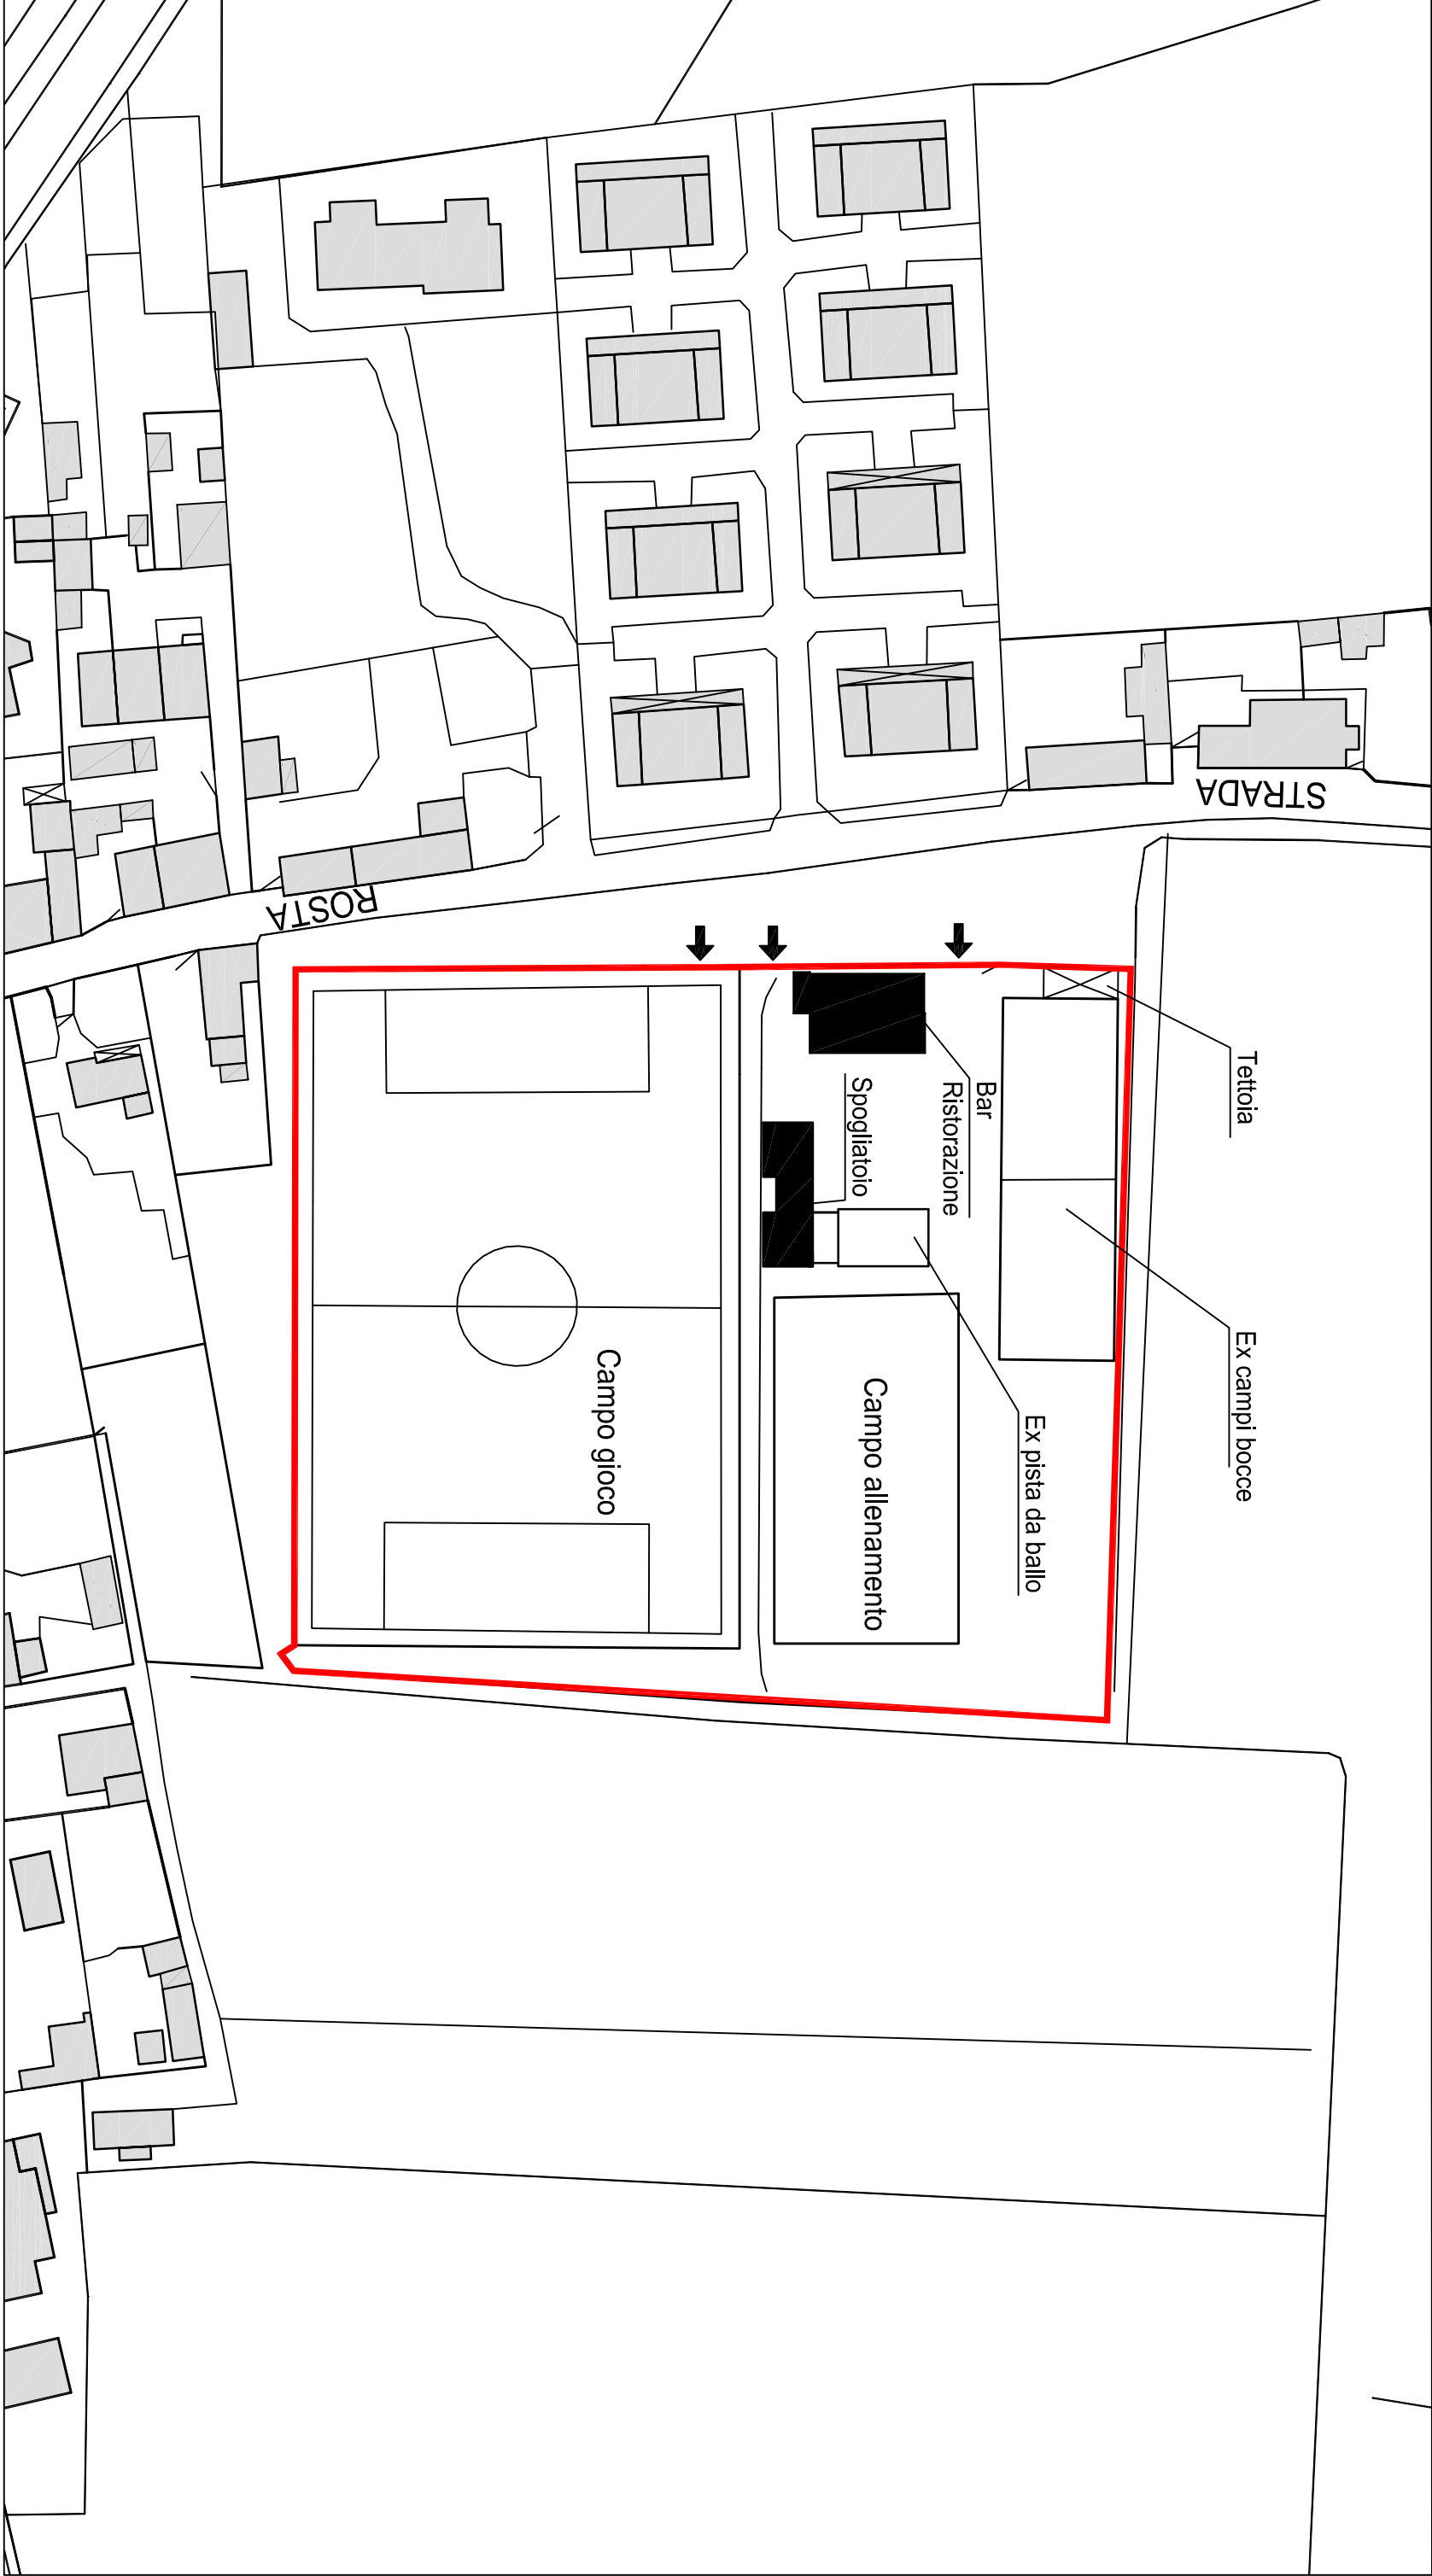 STRADA
ROSTA
Tettoia
Bar
Ristorazione
Spogliatoio
Ex campi bocce
Ex pista da ballo
Campo allenamento
Campo gioco